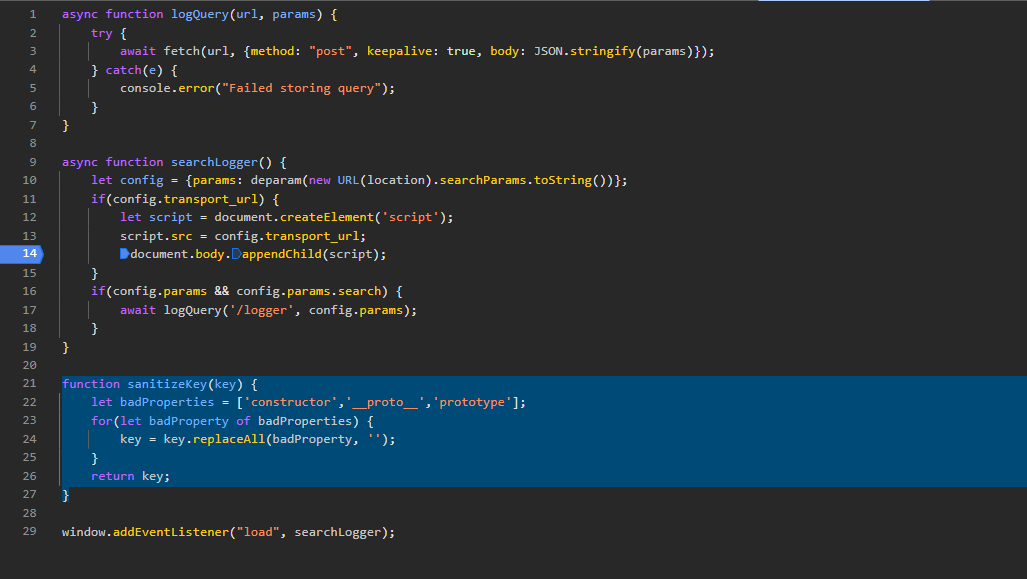 1 async function logQuery(url, params) {
2     try {
3         await fetch(url, {method: "post", keepalive: true, body: JSON.stringify(params)});
4     } catch(e) {
5         console.error("Failed storing query");
6     }
7 }
8
9 async function searchLogger() {
10     let config = {params: deparam(new URL(location).searchParams.toString())};
11     if(config.transport_url) {
12         let script = document.createElement('script');
13         script.src = config.transport_url;
14         document.body.appendChild(script);
15     }
16     if(config.params && config.params.search) {
17         await logQuery('/logger', config.params);
18     }
19 }
20
21 function sanitizeKey(key) {
22     let badProperties = ['constructor','__proto__','prototype'];
23     for(let badProperty of badProperties) {
24         key = key.replaceAll(badProperty, '');
25     }
26     return key;
27 }
28
29 window.addEventListener("load", searchLogger);